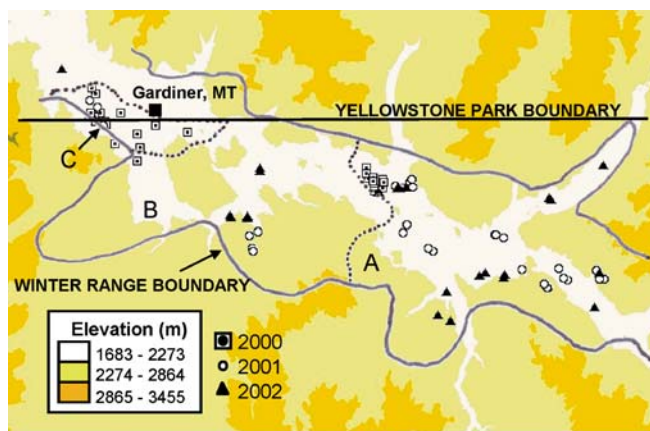 Gardiner, MT
YELLOWSTONE PARK BOUNDARY
C
B
A
WINTER RANGE BOUNDARY
Elevation (m)
1683 - 2273
2274 - 2864
2865 - 3455
2000
2001
2002